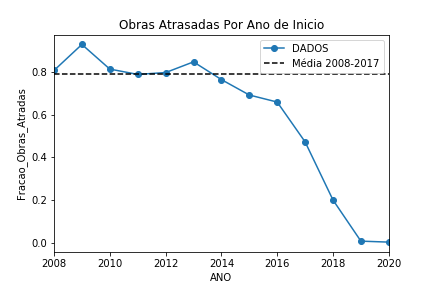 Obras Atrasadas Por Ano de Inicio
DADOS
Média 2008-2017
0.8
0.6
0.4
0.2
0.0
Fracao_Obras_Atradas
2008 2010 2012 2014 2016 2018 2020
ANO